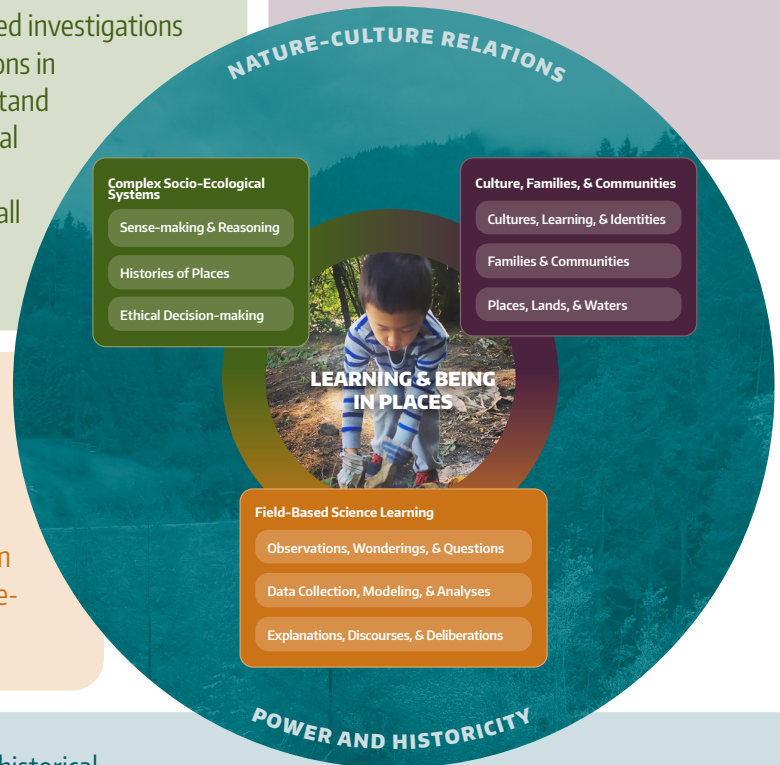 ed investigations
ons in
tand
al
all
n
e-
historical
NATURE-CULTURE RELATIONS
Complex Socio-Ecological
Systems
Sense-making & Reasoning
Histories of Places
Ethical Decision-making
Culture, Families, & Communities
Cultures, Learning, & Identities
Families & Communities
Places, Lands, & Waters
LEARNING & BEING
IN PLACES
Field-Based Science Learning
Observations, Wonderings, & Questions
Data Collection, Modeling, & Analyses
Explanations, Discourses, & Deliberations
POWER AND HISTORICITY